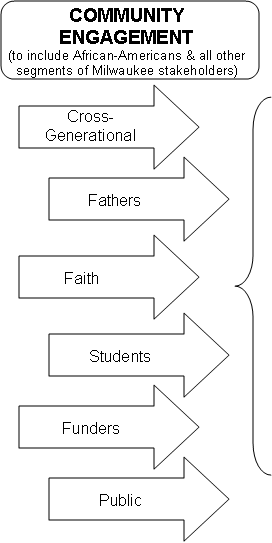 COMMUNITY
ENGAGEMENT
(to include African-Americans & all other
segments of Milwaukee stakeholders)
Cross-
Generational
Fathers
Faith
Students
Funders
Public